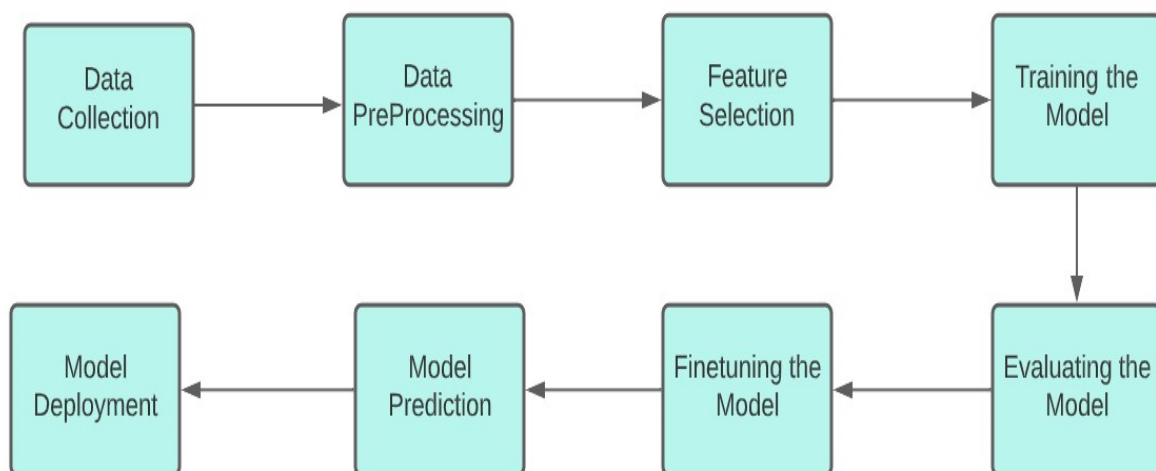 Data
Collection
Data
PreProcessing
Feature
Selection
Training the
Model
Evaluating the
Model
Finetuning the
Model
Model
Prediction
Model
Deployment